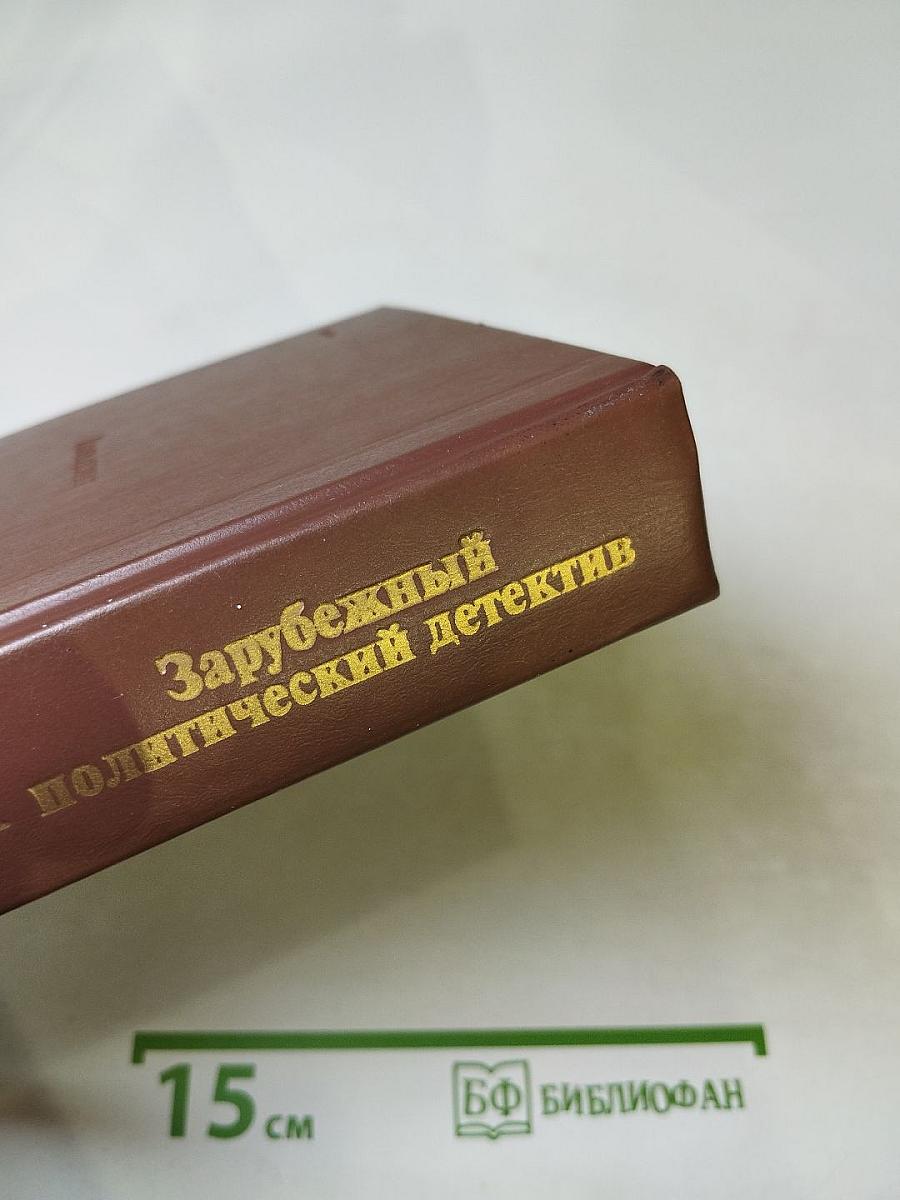 Зарубежный
политический детектив
15 см
БФ БИБЛИОФАН